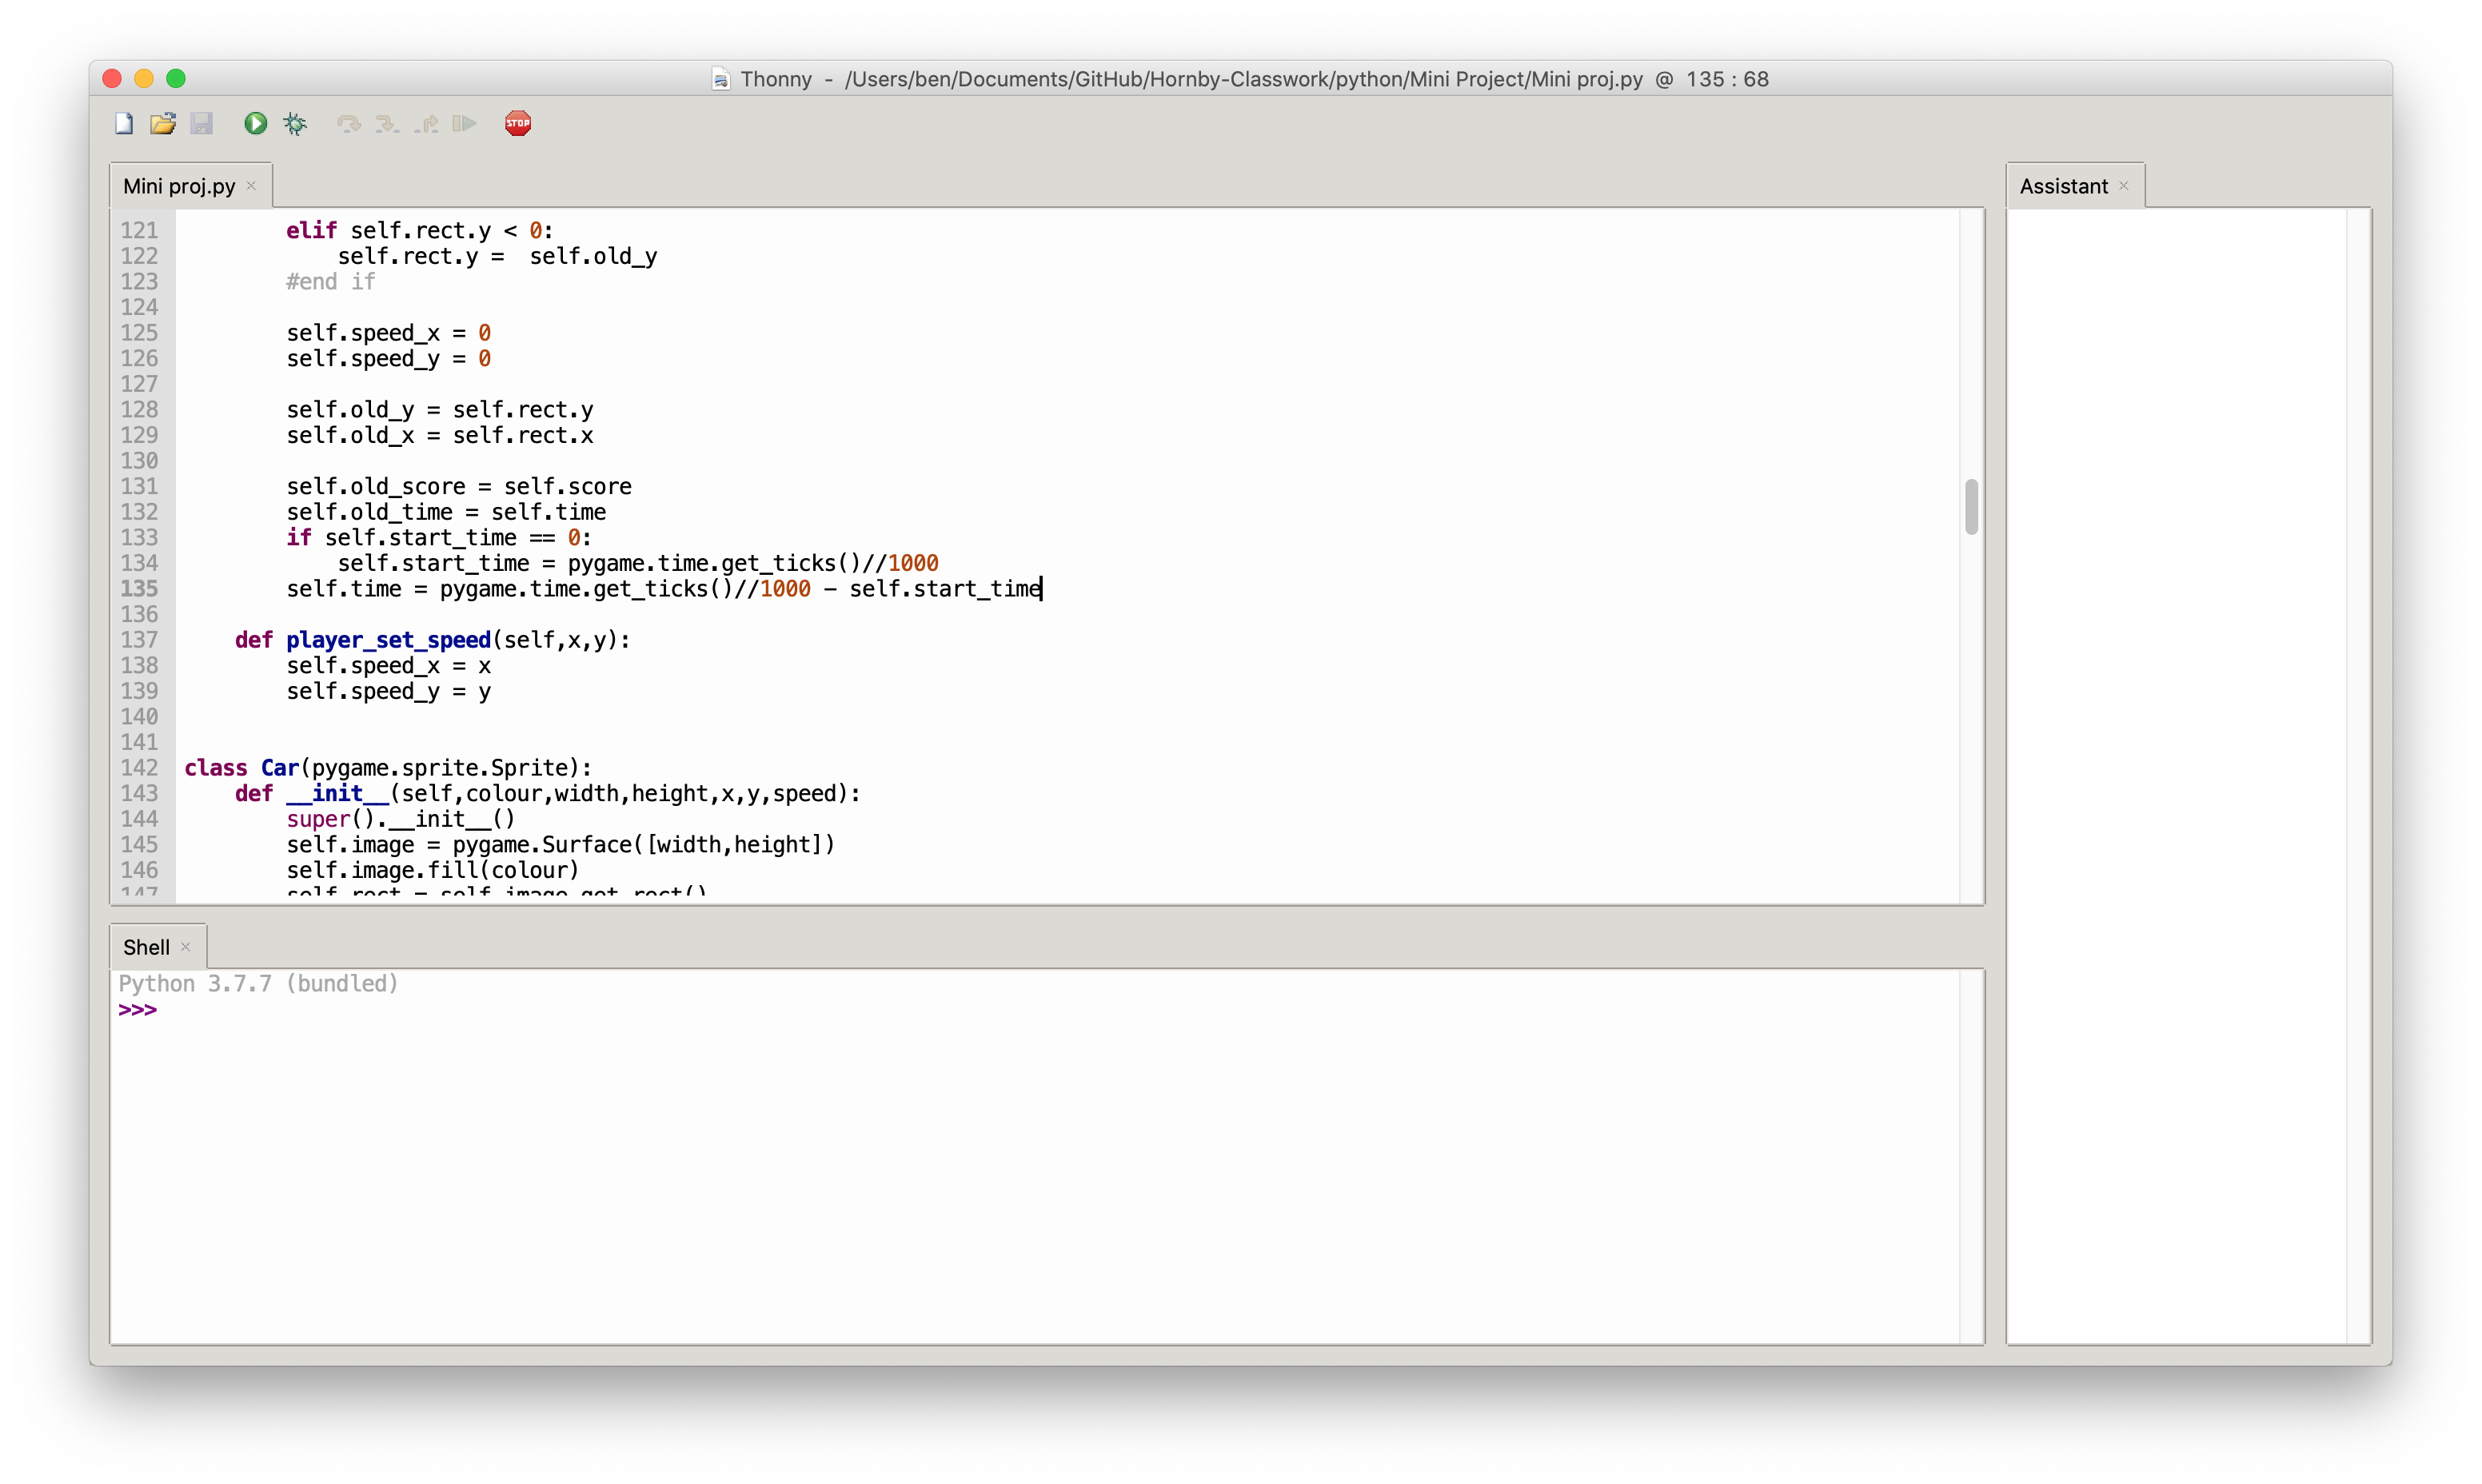 Thonny - /Users/ben/Documents/GitHub/Hornby-Classwork/python/Mini Project/Mini proj.py @ 135 : 68
STOP
Mini proj.py
Assistant
121 elif self.rect.y < 0:
122 self.rect.y =  self.old_y
123 #end if
124
125 self.speed_x = 0
126 self.speed_y = 0
127
128 self.old_y = self.rect.y
129 self.old_x = self.rect.x
130
131 self.old_score = self.score
132 self.old_time = self.time
133 if self.start_time == 0:
134 self.start_time = pygame.time.get_ticks()//1000
135 self.time = pygame.time.get_ticks()//1000 - self.start_time
136
137 def player_set_speed(self,x,y):
138 self.speed_x = x
139 self.speed_y = y
140
141
142 class Car(pygame.sprite.Sprite):
143 def __init__(self,colour,width,height,x,y,speed):
144 super().__init__()
145 self.image = pygame.Surface([width,height])
146 self.image.fill(colour)
147 self.rect = self.image.get_rect()
Shell
Python 3.7.7 (bundled)
>>>